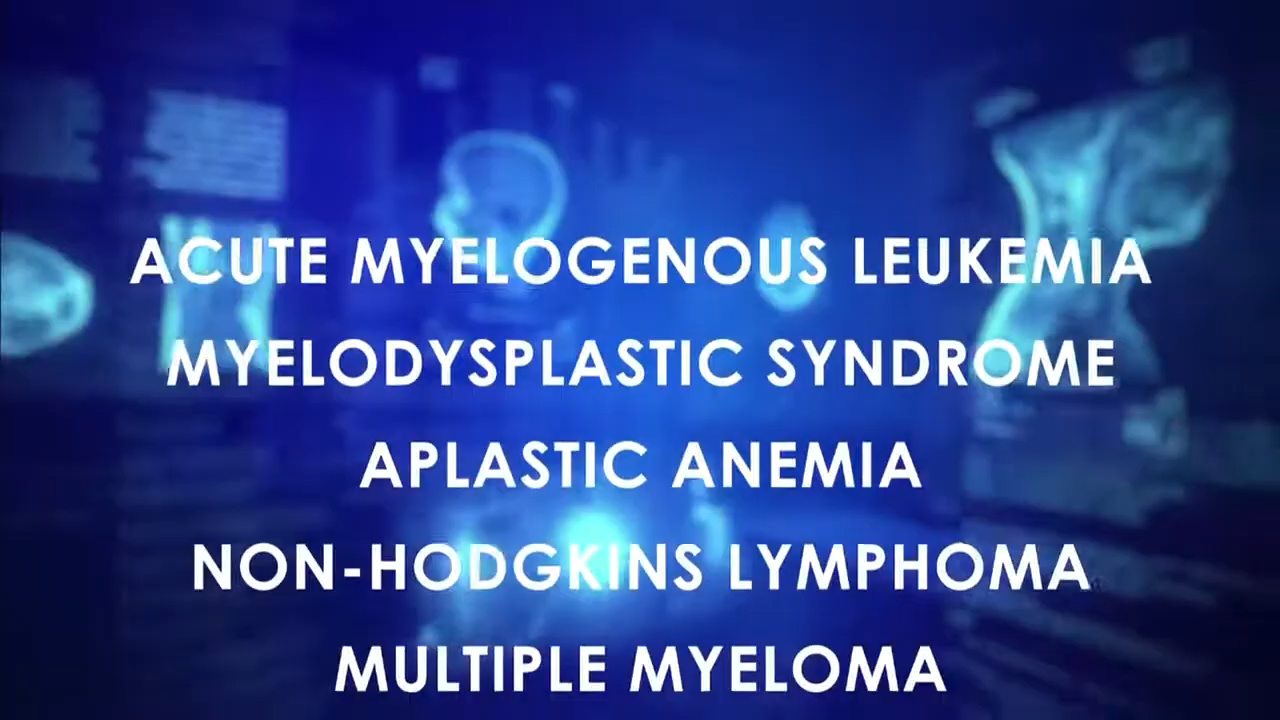 ACUTE MYELOGENOUS LEUKEMIA
MYELODYSPLASTIC SYNDROME
APLASTIC ANEMIA
NON-HODGKINS LYMPHOMA
MULTIPLE MYELOMA